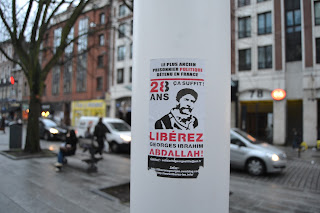 LE PLUS ANCIEN
PRISONNIER POLITIQUE
DÉTENU EN FRANCE
28 ÇA SUFFIT
ANS
LIBÉREZ
GEORGES IBRAHIM
ABDALLAH!